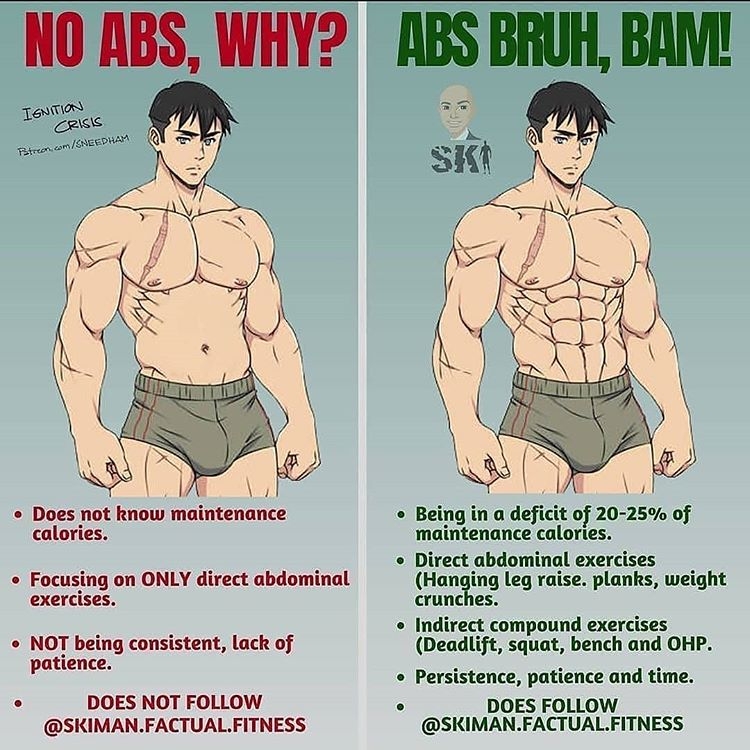 NO ABS, WHY?
IGNITION
CRISIS
Patreon.com/SNEEDHAM
• Does not know maintenance
calories.
• Focusing on ONLY direct abdominal
exercises.
• NOT being consistent, lack of
patience.
• DOES NOT FOLLOW
@SKIMAN.FACTUAL.FITNESS
ABS BRUH, BAM!
SKI
• Being in a deficit of 20-25% of
maintenance calories.
• Direct abdominal exercises
(Hanging leg raise. planks, weight
crunches.
• Indirect compound exercises
(Deadlift, squat, bench and OHP.
• Persistence, patience and time.
• DOES FOLLOW
@SKIMAN.FACTUAL.FITNESS